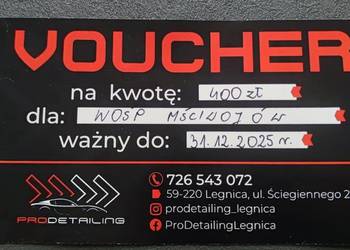 VOUCHER
na kwotę: 400 zł
dla: WOŚP MŚCIWOJÓW
ważny do: 31.12.2025 r.
726 543 072
59-220 Legnica, ul. Ściegiennego 2
prodetailing_legnica
ProDetailingLegnica
PRODETAILING